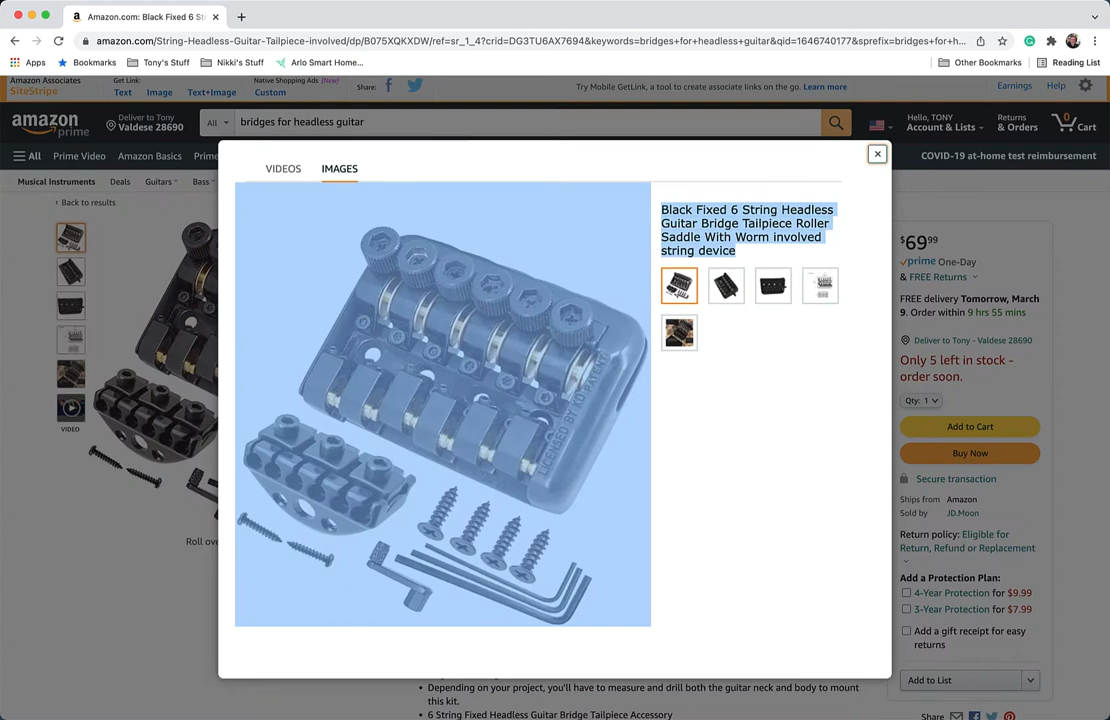 Amazon.com: Black Fixed 6 St
amazon.com/String-Headless-Guitar-Tailpiece-involved/dp/B075XQKXDW/ref=sr_1_4?crid=DG3TU6AX7694&keywords=bridges+for+headless+guitar&qid=1646740177&sprefix=bridges+for+h...
Apps
Bookmarks
Tony's Stuff
Nikki's Stuff
Arlo Smart Home...
Other Bookmarks
Reading List
Amazon Associates
SiteStripe
Get Link:
Text
Image
Text+Image
Native Shopping Ads (New)
Custom
Share:
Try Mobile GetLink, a tool to create associate links on the go. Learn more
Earnings
Help
amazon
prime
Deliver to Tony
Valdese 28690
All
bridges for headless guitar
Hello, TONY
Account & Lists
Returns
& Orders
0
Cart
All
Prime Video
Amazon Basics
Prime
COVID-19 at-home test reimbursement
Musical Instruments
Deals
Guitars
Bass
‹ Back to results
VIDEO
Roll ove
VIDEOS
IMAGES
Black Fixed 6 String Headless
Guitar Bridge Tailpiece Roller
Saddle With Worm involved
string device
LICENSED BY KD PATENT
$69.99
prime One-Day
& FREE Returns
FREE delivery Tomorrow, March
9. Order within 9 hrs 55 mins
Deliver to Tony - Valdese 28690
Only 5 left in stock -
order soon.
Qty: 1
Add to Cart
Buy Now
Secure transaction
Ships from Amazon
Sold by JD.Moon
Return policy: Eligible for
Return, Refund or Replacement
Add a Protection Plan:
4-Year Protection for $9.99
3-Year Protection for $7.99
Add a gift receipt for easy
returns
Add to List
Share
• Depending on your project, you'll have to measure and drill both the guitar neck and body to mount
this kit.
• 6 String Fixed Headless Guitar Bridge Tailpiece Accessory